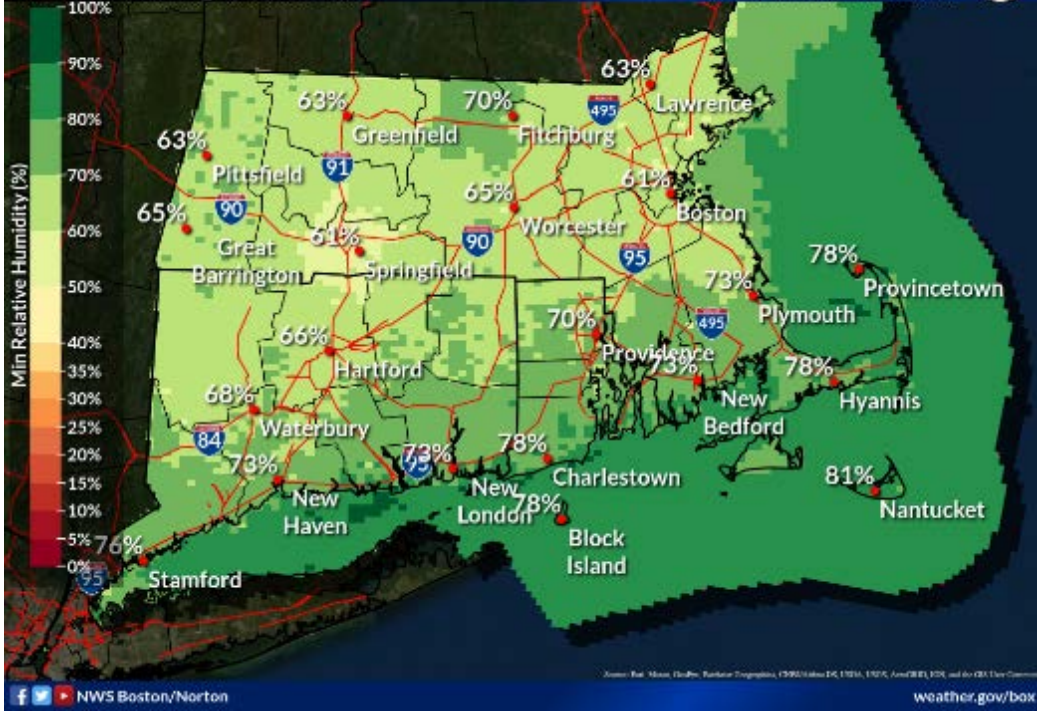 100%
90%
80%
70%
60%
50%
40%
35%
30%
25%
20%
15%
10%
5%
0%
Min Relative Humidity (%)
63%
Lawrence
495
63%
Greenfield
70%
Fitchburg
63%
Pittsfield
91
90
65%
Great
Barrington
61%
Springfield
65%
Worcester
90
61%
Boston
95
73%
Plymouth
78%
Provincetown
66%
Hartford
70%
Providence
495
73%
New
Bedford
78%
Hyannis
68%
Waterbury
84
73%
New
Haven
95
73%
New
London
78%
Charlestown
78%
Block
Island
81%
Nantucket
76%
Stamford
95
NWS Boston/Norton
weather.gov/box